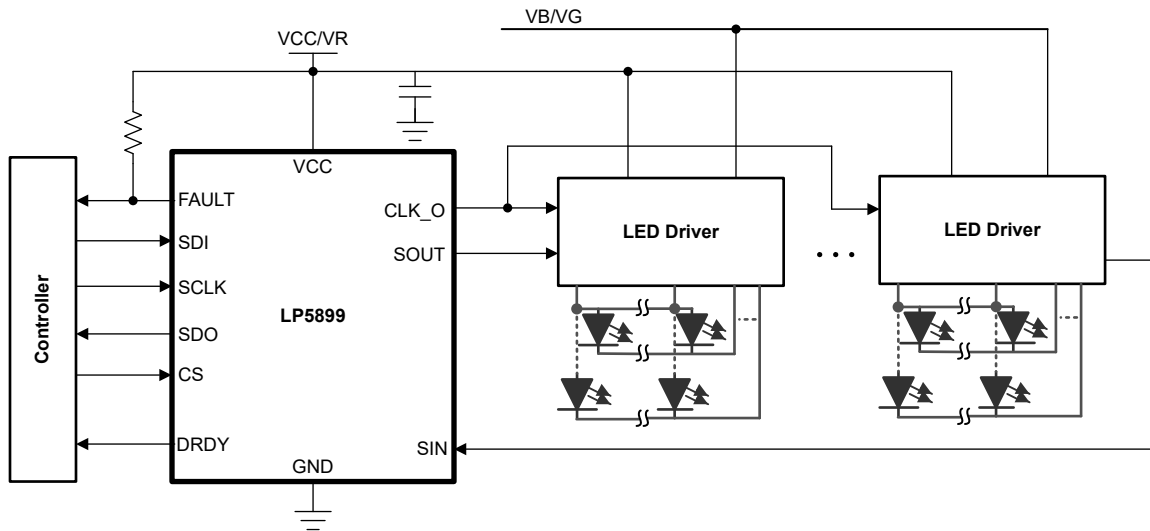 VB/VG
VCC/VR
VCC
Controller
FAULT
SDI
SCLK
SDO
CS
DRDY
LP5899
GND
CLK_O
SOUT
SIN
LED Driver
...
LED Driver